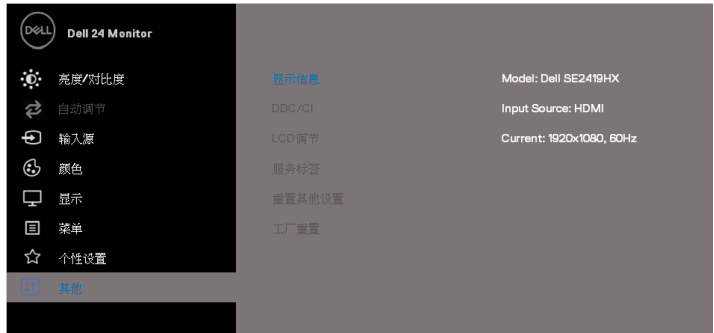 DELL Dell 24 Monitor
亮度/对比度
自动调节
输入源
颜色
显示
菜单
个性设置
其他
显示信息
DDC/CI
LCD调节
服务标签
重置其他设置
工厂重置
Model: Dell SE2419HX
Input Source: HDMI
Current: 1920x1080, 60Hz